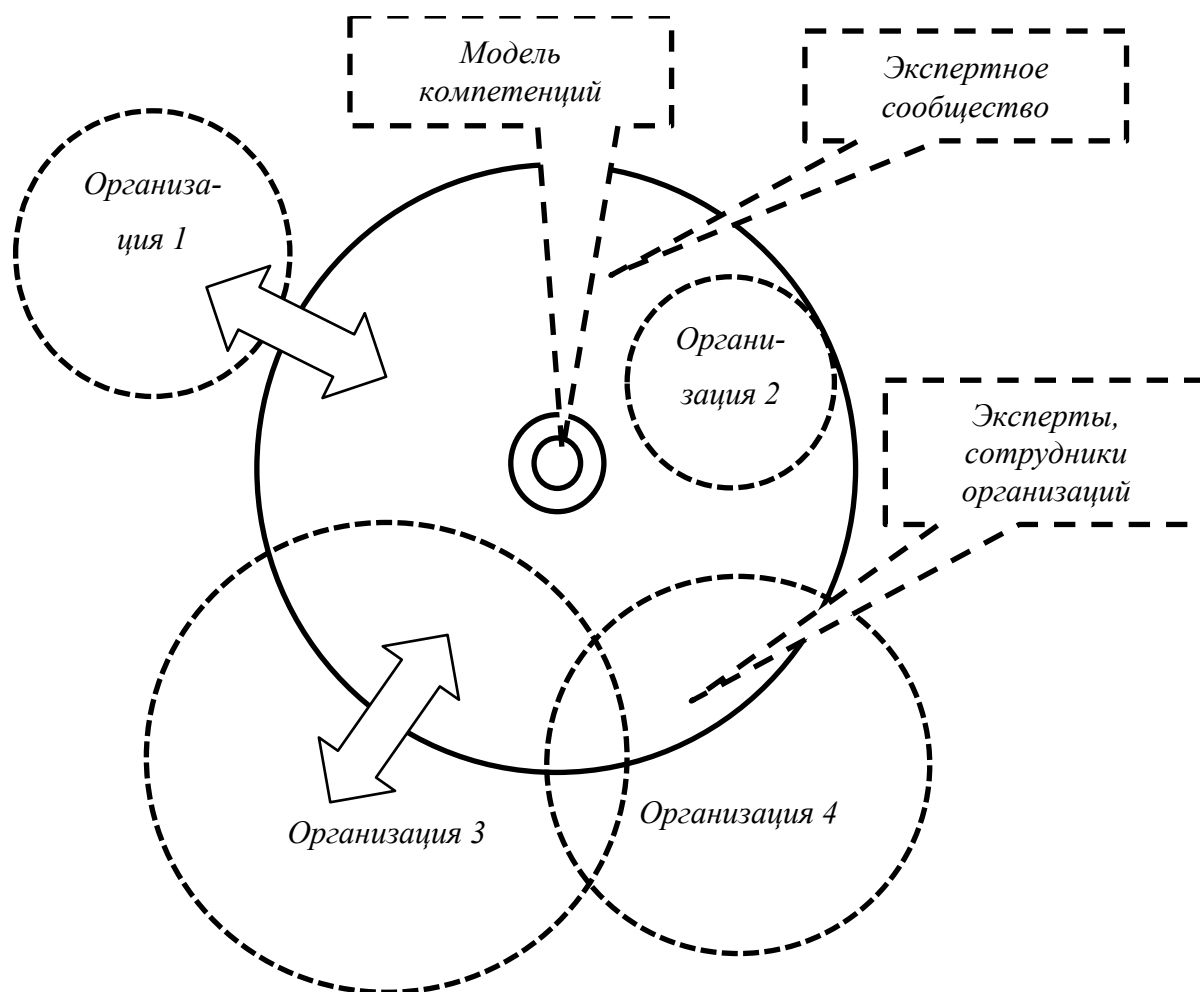 Модель
компетенций
Экспертное
сообщество
Организа-
ция 1
Органи-
зация 2
Эксперты,
сотрудники
организаций
Организация 3
Организация 4